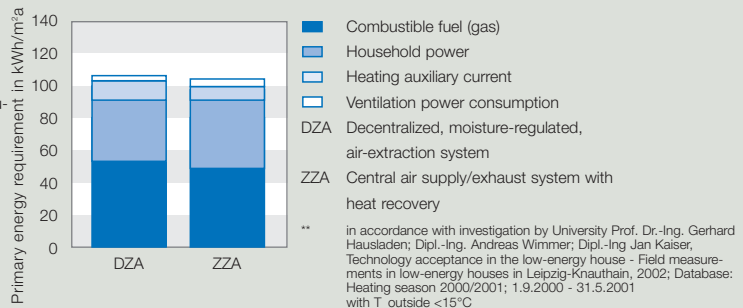 Primary energy requirement in kWh/m²a
140
120
100
80
60
40
20
0
DZA
ZZA
Combustible fuel (gas)
Household power
Heating auxiliary current
Ventilation power consumption
DZA Decentralized, moisture-regulated,
air-extraction system
ZZA Central air supply/exhaust system with
heat recovery
** in accordance with investigation by University Prof. Dr.-Ing. Gerhard
Hausladen; Dipl.-Ing. Andreas Wimmer; Dipl.-Ing Jan Kaiser,
Technology acceptance in the low-energy house - Field measure-
ments in low-energy houses in Leipzig-Knauthain, 2002; Database:
Heating season 2000/2001; 1.9.2000 - 31.5.2001
with T outside <15°C